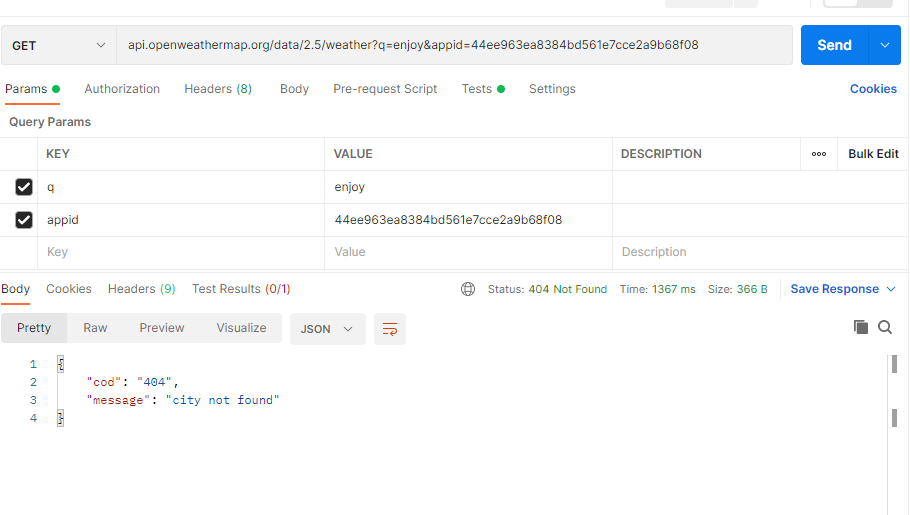 GET
api.openweathermap.org/data/2.5/weather?q=enjoy&appid=44ee963ea8384bd561e7cce2a9b68f08
Send
Params Authorization Headers (8) Body Pre-request Script Tests Settings Cookies
Query Params
KEY VALUE DESCRIPTION ooo Bulk Edit
q enjoy
appid 44ee963ea8384bd561e7cce2a9b68f08
Key Value Description
Body Cookies Headers (9) Test Results (0/1) Status: 404 Not Found Time: 1367 ms Size: 366 B Save Response
Pretty Raw Preview Visualize JSON
1 {
2 "cod": "404",
3 "message": "city not found"
4 }